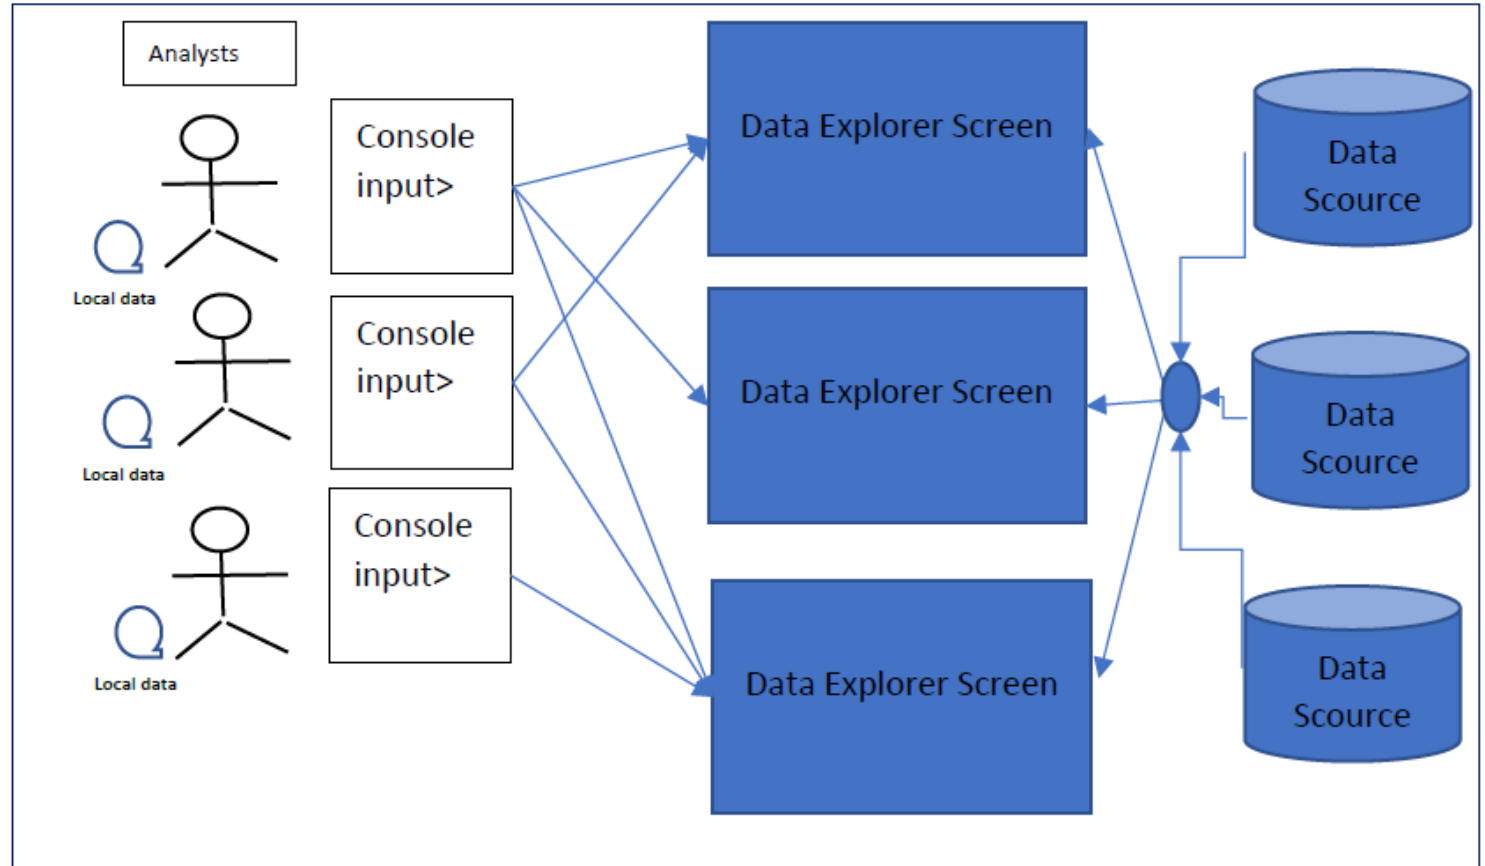 Analysts
Console
input>
Local data
Console
input>
Local data
Console
input>
Local data
Data Explorer Screen
Data Explorer Screen
Data Explorer Screen
Data
Scource
Data
Scource
Data
Scource